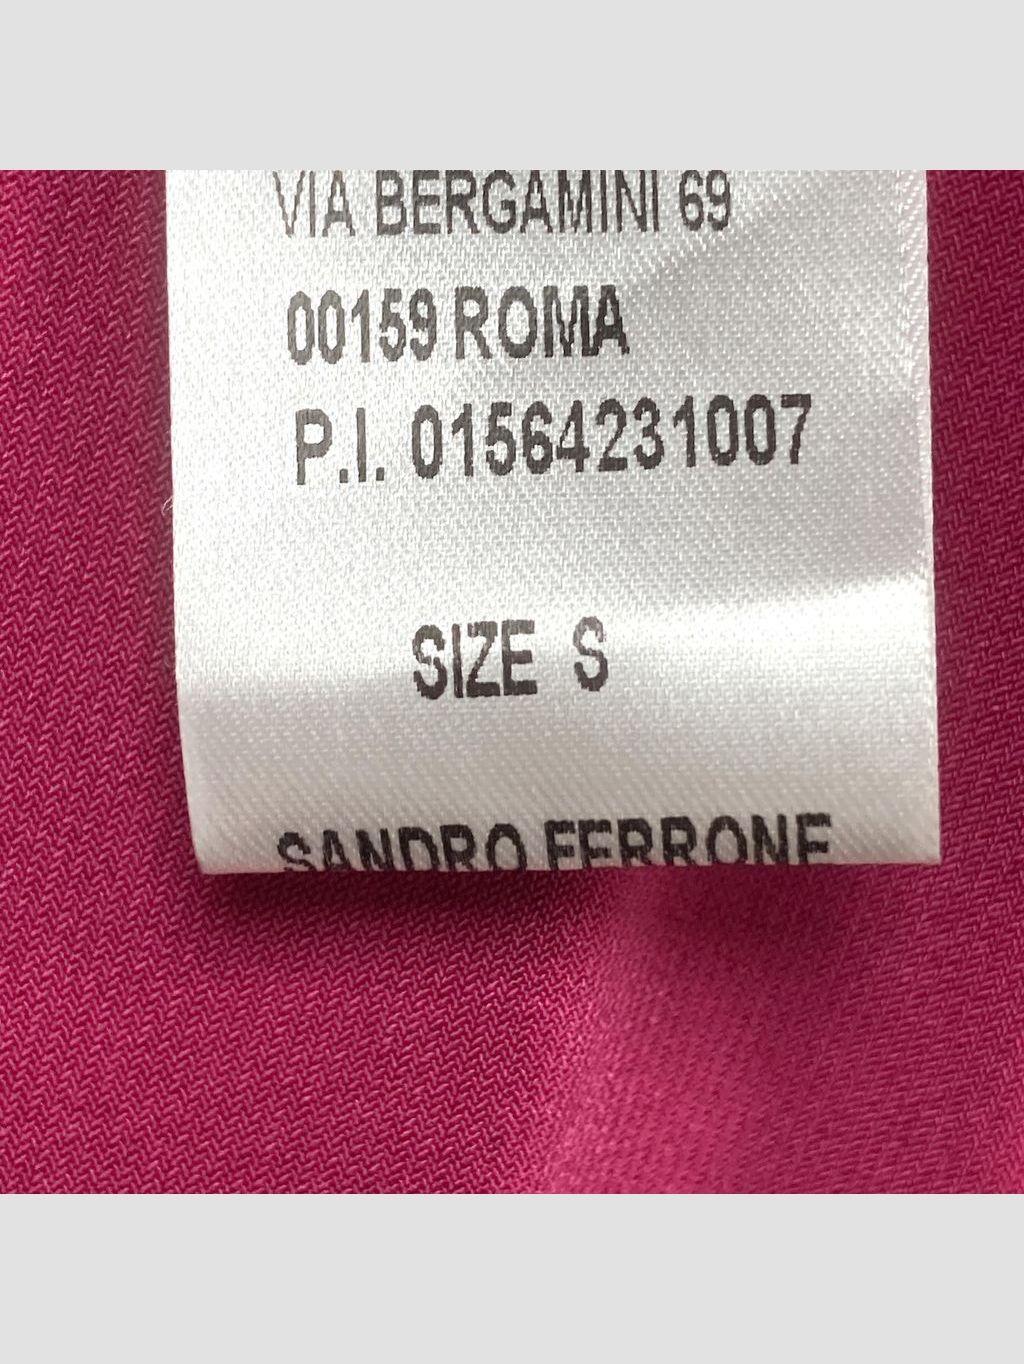 VIA BERGAMINI 69
00159 ROMA
P.I. 01564231007
SIZE S
SANDRO FERRONE